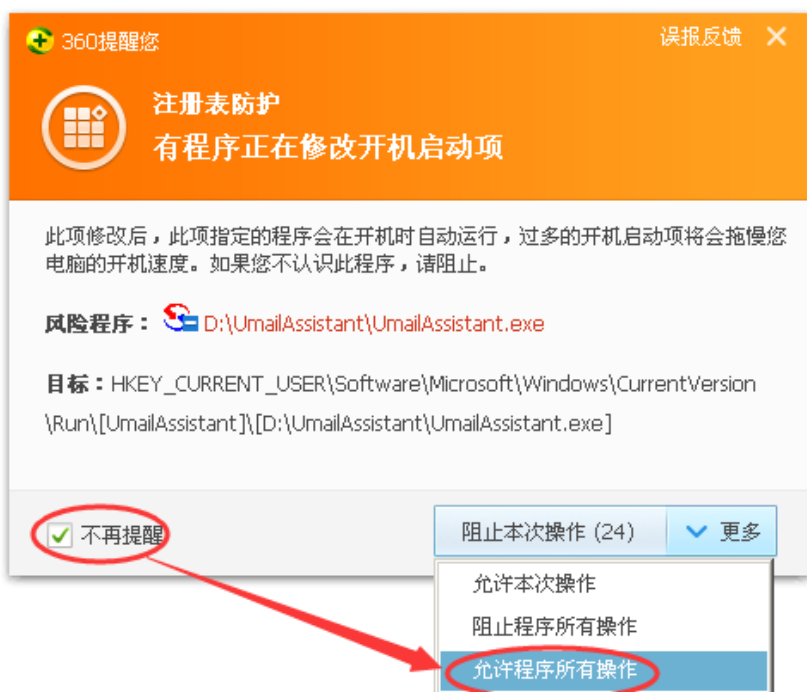 360提醒您
误报反馈
注册表防护
有程序正在修改开机启动项
此项修改后，此项指定的程序会在开机时自动运行，过多的开机启动项将会拖慢您
电脑的开机速度。如果您不认识此程序，请阻止。
风险程序： D:\UmailAssistant\UmailAssistant.exe
目标：HKEY_CURRENT_USER\Software\Microsoft\Windows\CurrentVersion
\Run\[UmailAssistant]\[D:\UmailAssistant\UmailAssistant.exe]
不再提醒
阻止本次操作 (24)
更多
允许本次操作
阻止程序所有操作
允许程序所有操作